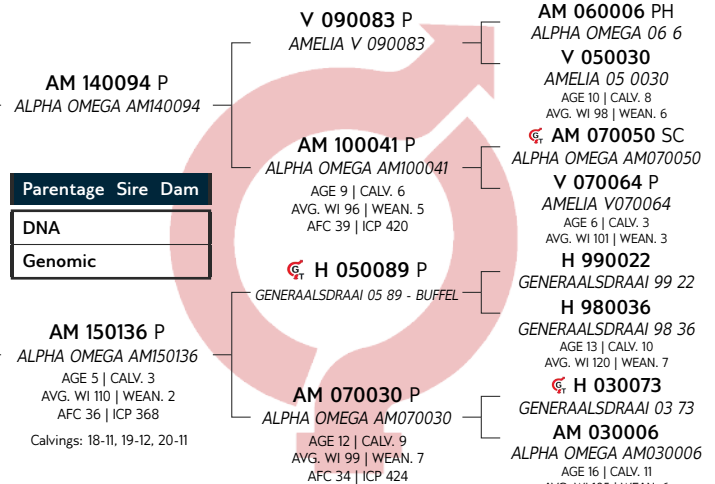 AM 140094 P
ALPHA OMEGA AM140094
Parentage Sire Dam
DNA
Genomic
AM 150136 P
ALPHA OMEGA AM150136
AGE 5 | CALV. 3
AVG. WI 110 | WEAN. 2
AFC 36 | ICP 368
Calvings: 18-11, 19-12, 20-11
V 090083 P
AMELIA V 090083
AM 100041 P
ALPHA OMEGA AM100041
AGE 9 | CALV. 6
AVG. WI 96 | WEAN. 5
AFC 39 | ICP 420
GT H 050089 P
GENERAALSDRAAI 05 89 - BUFFEL
AM 070030 P
ALPHA OMEGA AM070030
AGE 12 | CALV. 9
AVG. WI 99 | WEAN. 7
AFC 34 | ICP 424
AM 060006 PH
ALPHA OMEGA 06 6
V 050030
AMELIA 05 0030
AGE 10 | CALV. 8
AVG. WI 98 | WEAN. 6
GT AM 070050 SC
ALPHA OMEGA AM070050
V 070064 P
AMELIA V070064
AGE 6 | CALV. 3
AVG. WI 101 | WEAN. 3
H 990022
GENERAALSDRAAI 99 22
H 980036
GENERAALSDRAAI 98 36
AGE 13 | CALV. 10
AVG. WI 120 | WEAN. 7
GT H 030073
GENERAALSDRAAI 03 73
AM 030006
ALPHA OMEGA AM030006
AGE 16 | CALV. 11